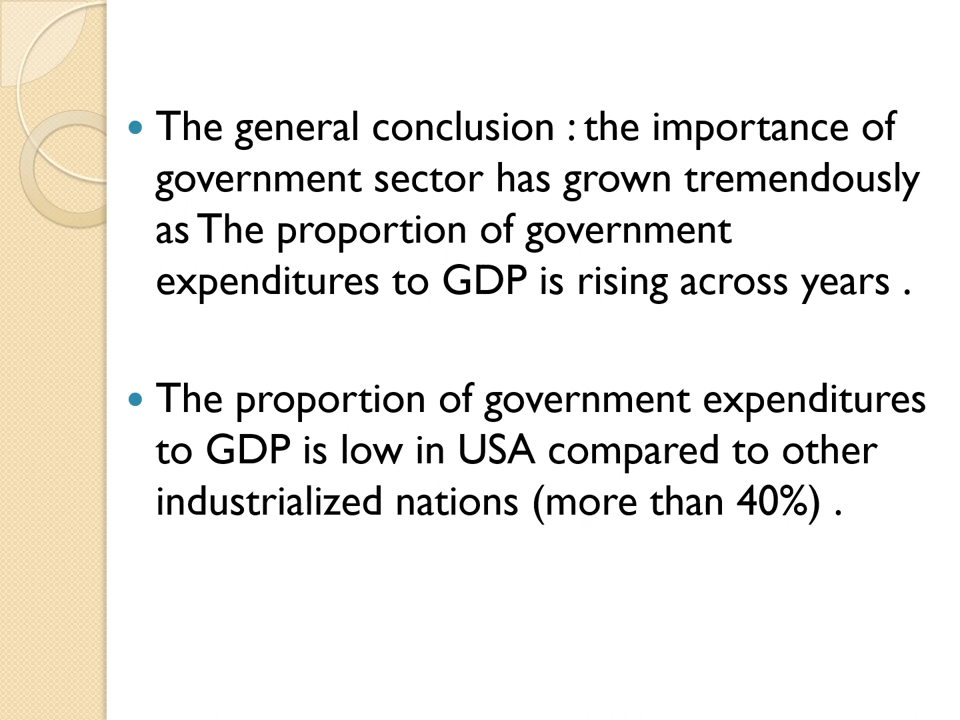 • The general conclusion : the importance of
government sector has grown tremendously
as The proportion of government
expenditures to GDP is rising across years .
• The proportion of government expenditures
to GDP is low in USA compared to other
industrialized nations (more than 40%) .